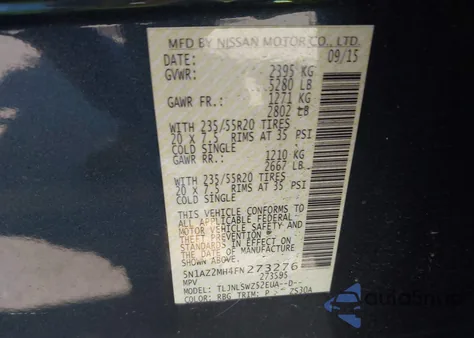 MFD BY NISSAN MOTOR CO., LTD.
DATE: 09/15
GVWR: 2395 KG
5280 LB
GAWR FR.: 1271 KG
2802 LB
WITH 235/55R20 TIRES
20 x 7.5 RIMS AT 35 PSI
COLD SINGLE
GAWR RR.: 1210 KG
2667 LB
WITH 235/55R20 TIRES
20 x 7.5 RIMS AT 35 PSI
COLD SINGLE
THIS VEHICLE CONFORMS TO
ALL APPLICABLE FEDERAL
MOTOR VEHICLE SAFETY AND
THEFT PREVENTION
STANDARDS IN EFFECT ON
THE DATE OF MANUFACTURE
SHOWN ABOVE.
5N1AZ2MH4FN273276
MPV 273595
MODEL: TLJNLSWZS2EUA--D--
COLOR: RBG TRIM: P - 2530A